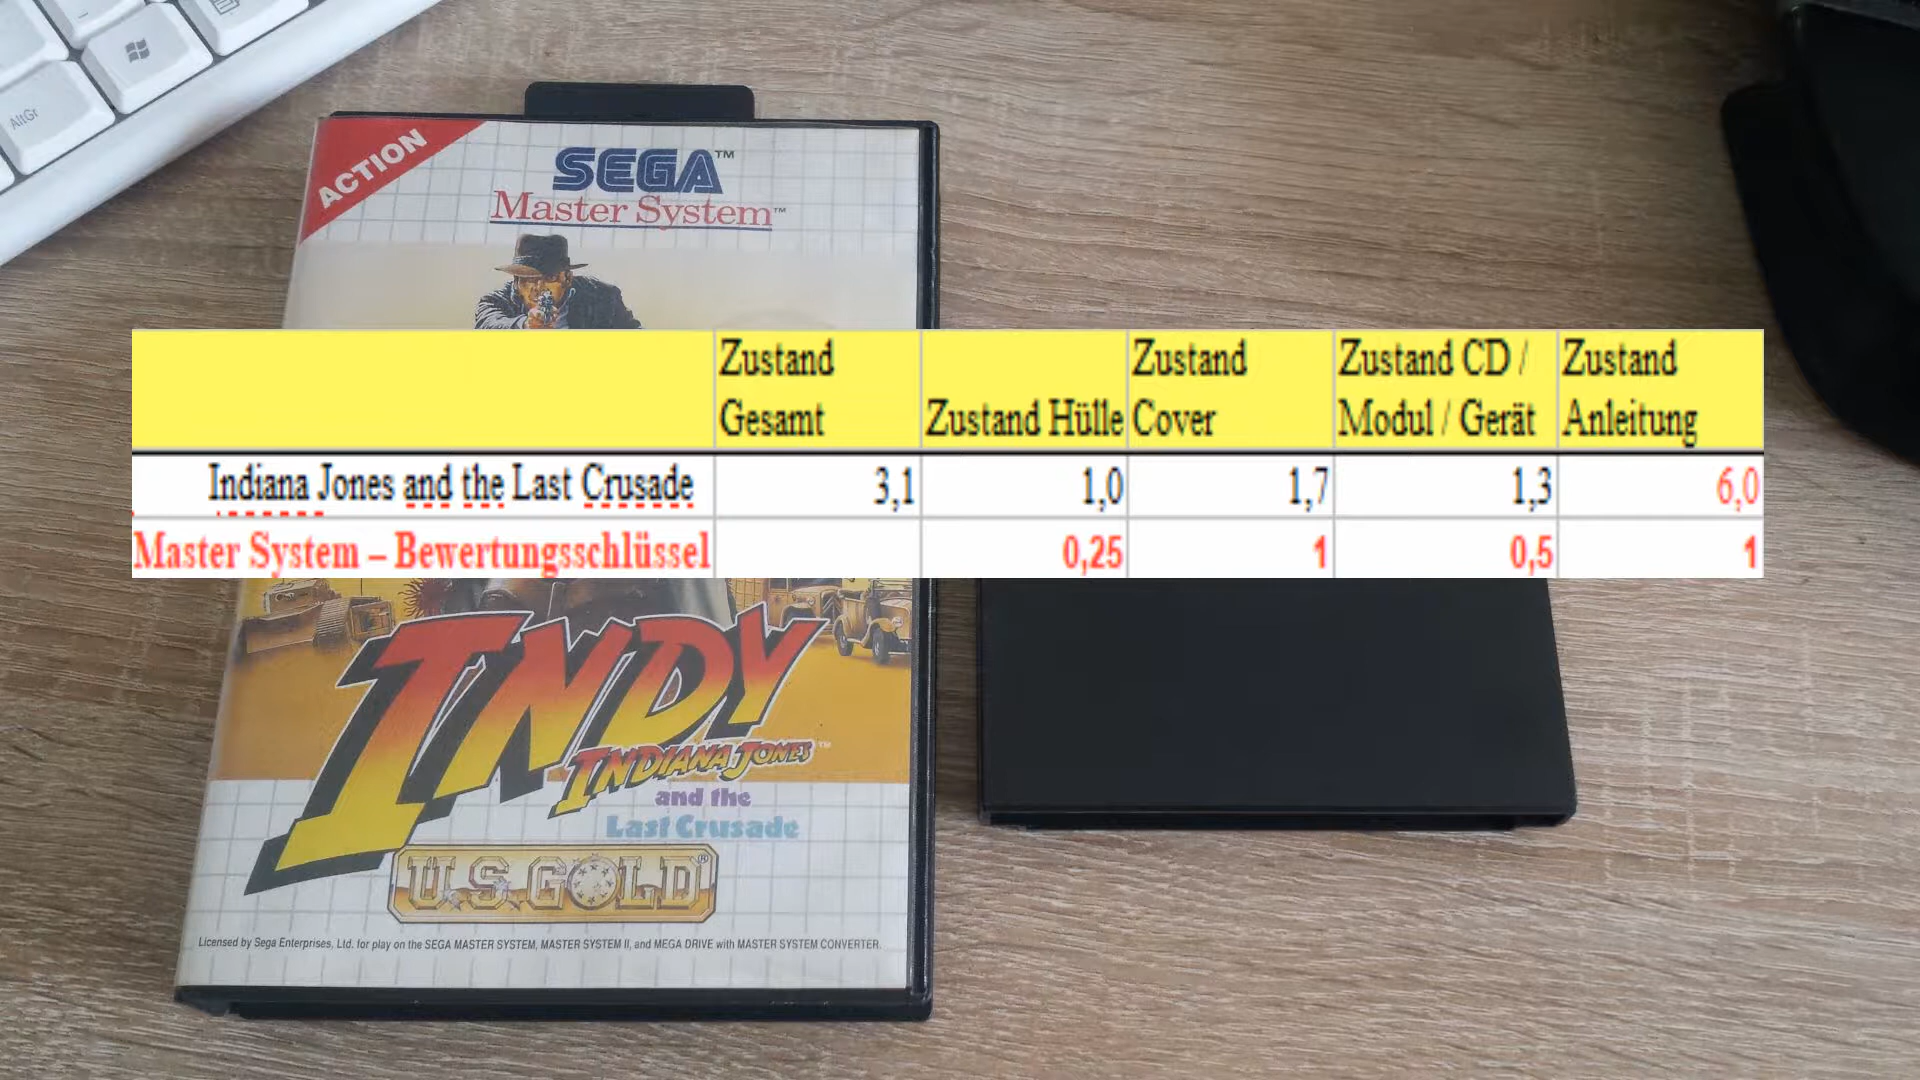 AltGr
ACTION
SEGA™
Master System™
Zustand Gesamt
Zustand Hülle
Zustand Cover
Zustand CD / Modul / Gerät
Zustand Anleitung
Indiana Jones and the Last Crusade 3,1 1,0 1,7 1,3 6,0
Master System – Bewertungsschlüssel 0,25 1 0,5 1
INDY
INDIANA JONES™
and the
Last Crusade
U.S. GOLD®
Licensed by Sega Enterprises, Ltd. for play on the SEGA MASTER SYSTEM, MASTER SYSTEM II, and MEGA DRIVE with MASTER SYSTEM CONVERTER.